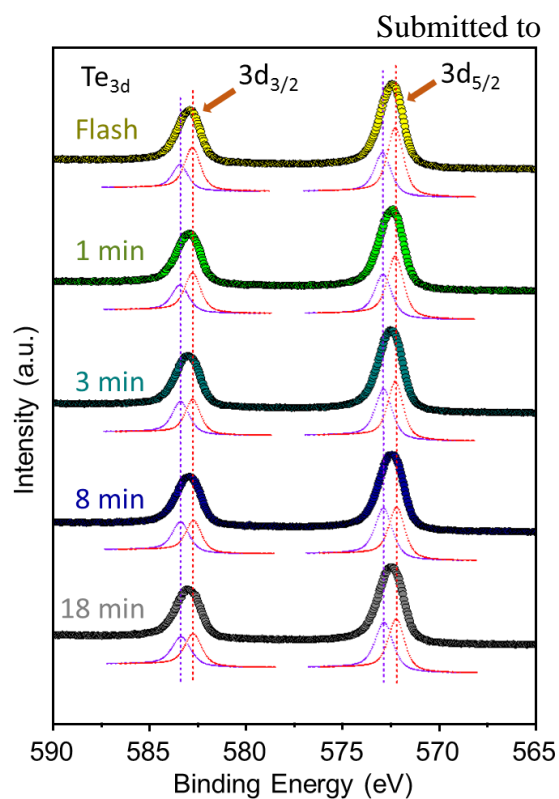 Submitted to
Te3d
3d3/2
3d5/2
Flash
1 min
3 min
8 min
18 min
Intensity (a.u.)
590 585 580 575 570 565
Binding Energy (eV)